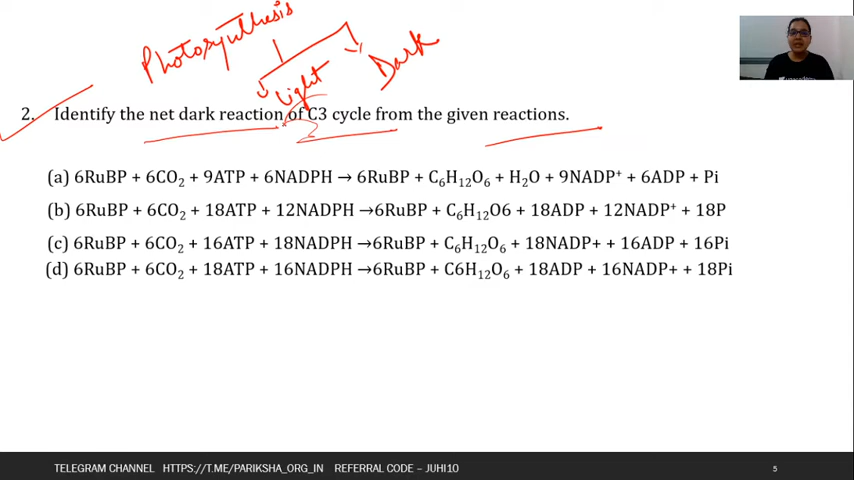 Photosynthesis
Light
Dark
2. Identify the net dark reaction of C3 cycle from the given reactions.
(a) 6RuBP + 6CO₂ + 9ATP + 6NADPH → 6RuBP + C₆H₁₂O₆ + H₂O + 9NADP⁺ + 6ADP + Pi
(b) 6RuBP + 6CO₂ + 18ATP + 12NADPH →6RuBP + C₆H₁₂O6 + 18ADP + 12NADP⁺ + 18P
(c) 6RuBP + 6CO₂ + 16ATP + 18NADPH →6RuBP + C₆H₁₂O₆ + 18NADP+ + 16ADP + 16Pi
(d) 6RuBP + 6CO₂ + 18ATP + 16NADPH →6RuBP + C6H₁₂O₆ + 18ADP + 16NADP+ + 18Pi
TELEGRAM CHANNEL HTTPS://T.ME/PARIKSHA_ORG_IN REFERRAL CODE – JUHI10
5